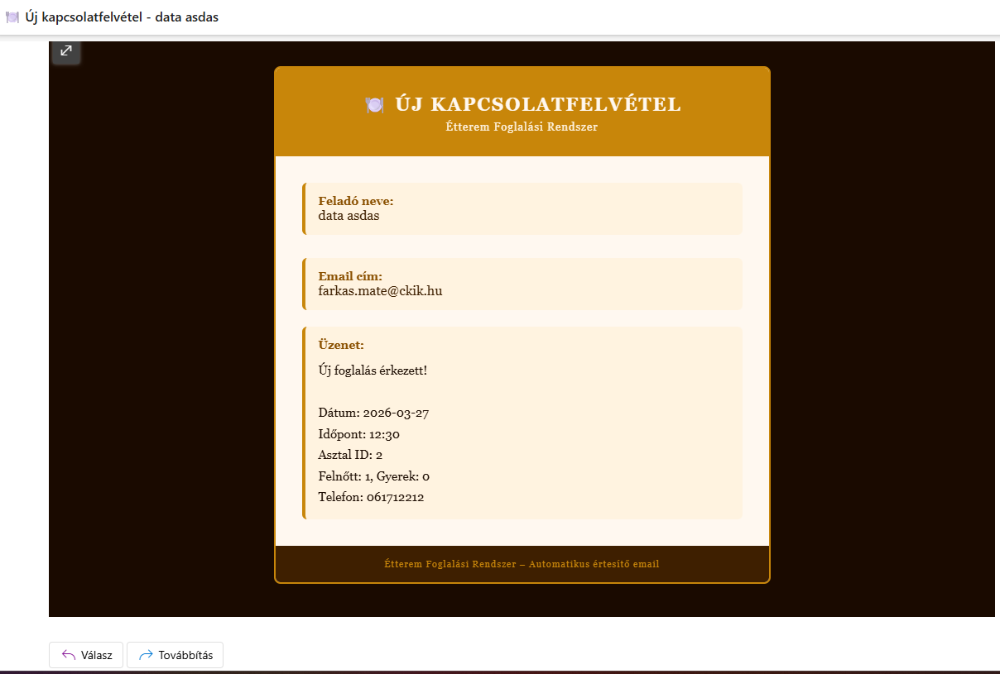 Új kapcsolatfelvétel - data asdas
ÚJ KAPCSOLATFELVÉTEL
Étterem Foglalási Rendszer
Feladó neve:
data asdas
Email cím:
farkas.mate@ckik.hu
Üzenet:
Új foglalás érkezett!
Dátum: 2026-03-27
Időpont: 12:30
Asztal ID: 2
Felnőtt: 1, Gyerek: 0
Telefon: 061712212
Étterem Foglalási Rendszer – Automatikus értesítő email
Válasz
Továbbítás